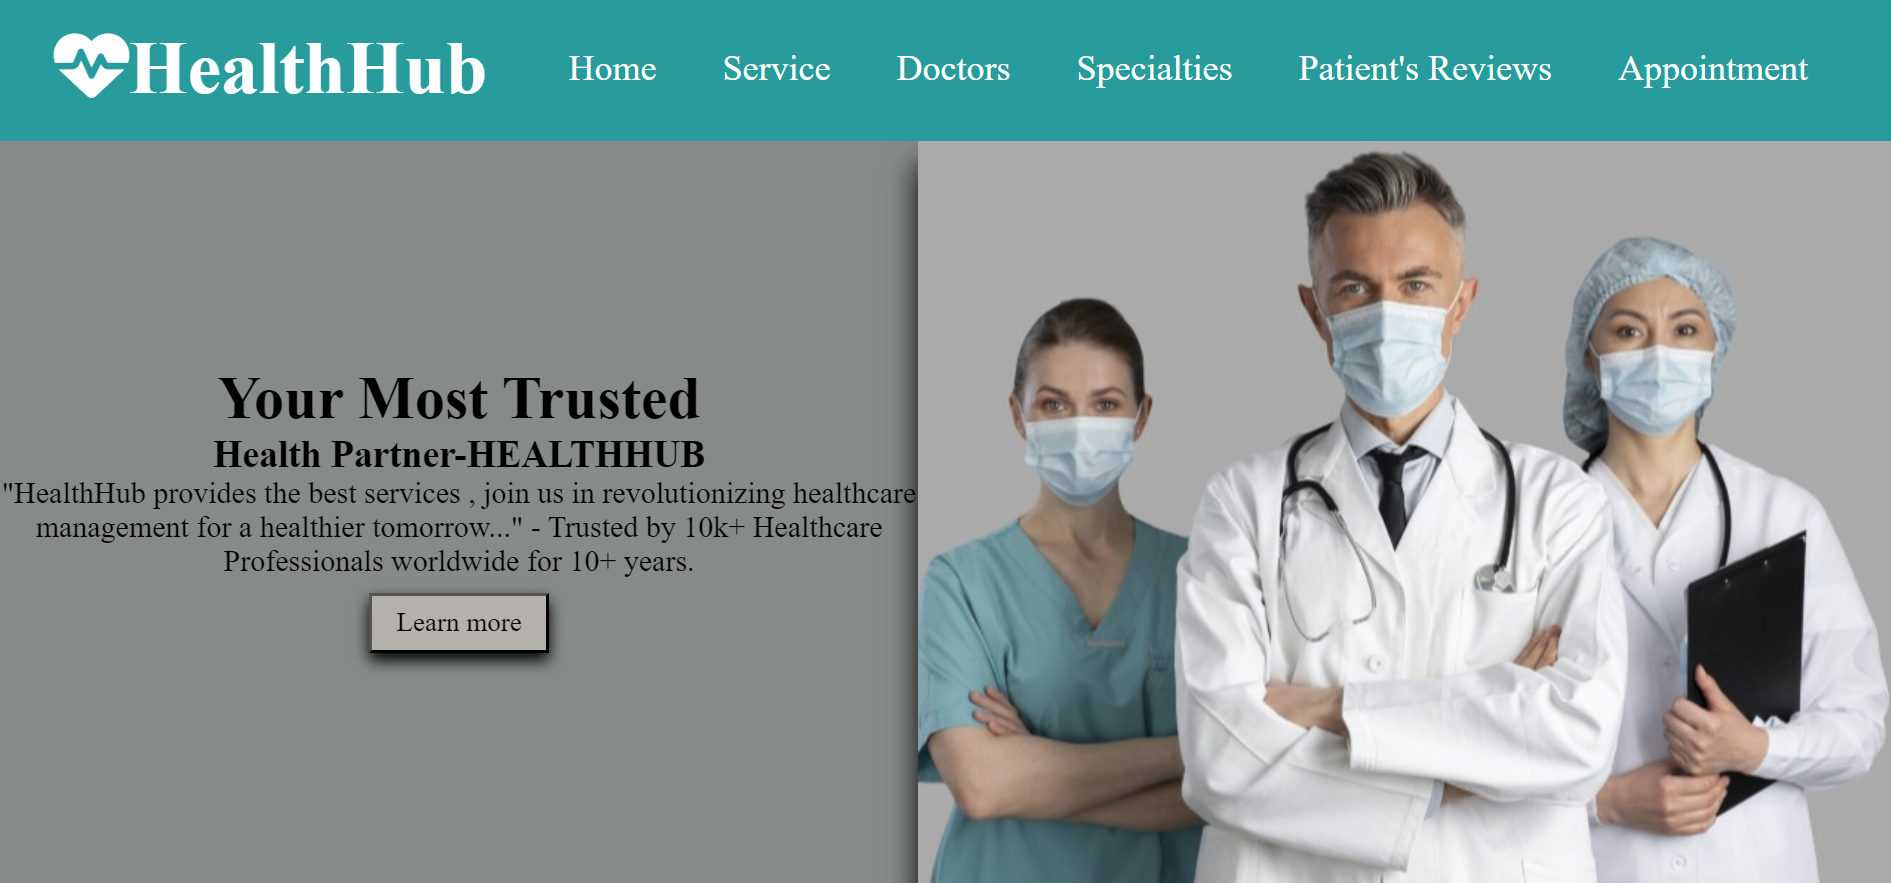 HealthHub
Home
Service
Doctors
Specialties
Patient's Reviews
Appointment
Your Most Trusted
Health Partner-HEALTHHUB
"HealthHub provides the best services , join us in revolutionizing healthcare
management for a healthier tomorrow..." - Trusted by 10k+ Healthcare
Professionals worldwide for 10+ years.
Learn more